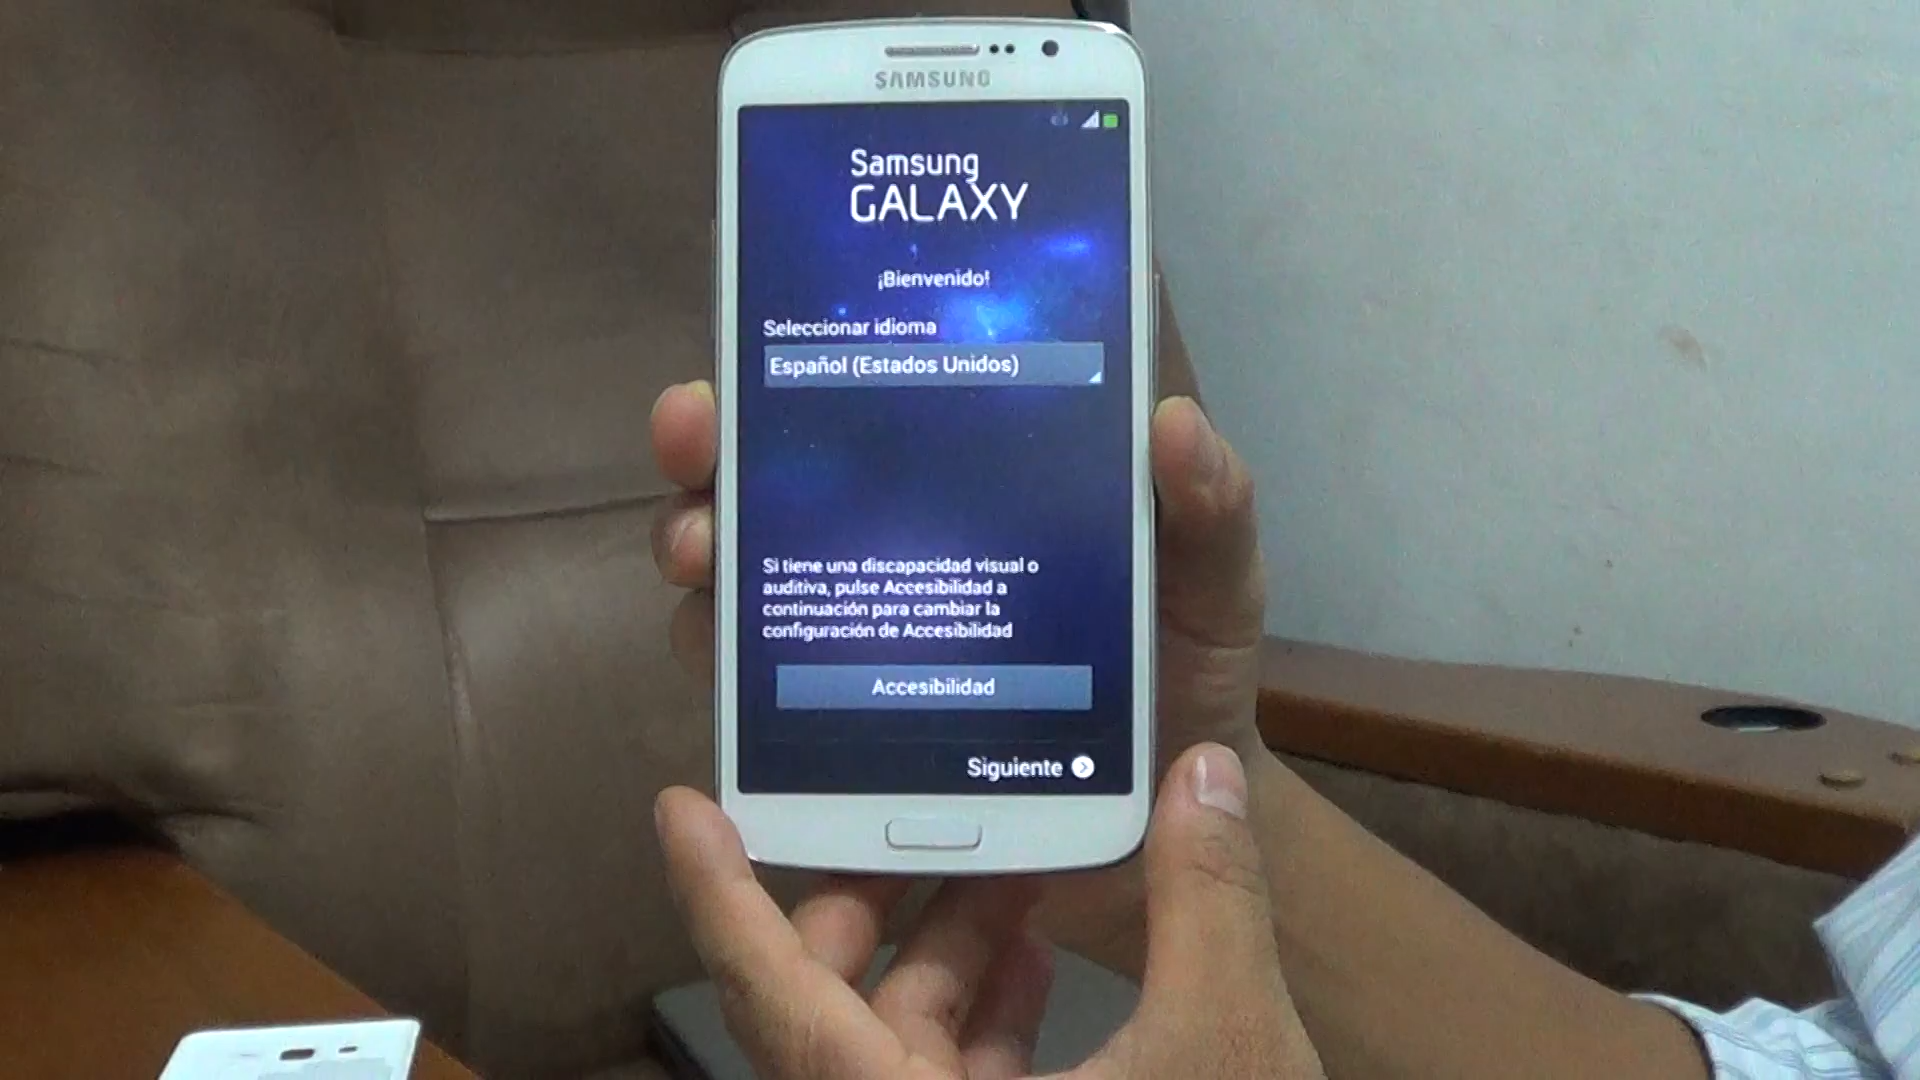 SAMSUNG
Samsung
GALAXY
¡Bienvenido!
Seleccionar idioma
Español (Estados Unidos)
Si tiene una discapacidad visual o
auditiva, pulse Accesibilidad a
continuación para cambiar la
configuración de Accesibilidad
Accesibilidad
Siguiente